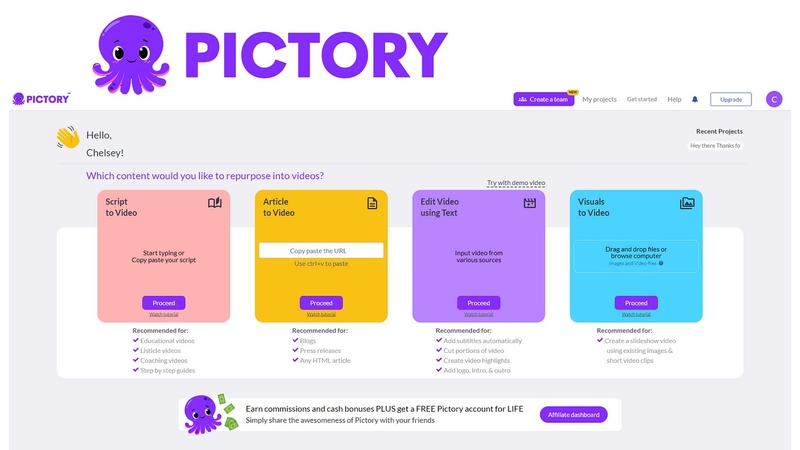 PICTORY
PICTORY
Create a team
NEW
My projects
Get started
Help
Upgrade
C
Hello,
Chelsey!
Recent Projects
Hey there Thanks fo
Which content would you like to repurpose into videos?
Try with demo video
Script
to Video
Start typing or
Copy paste your script
Proceed
Watch tutorial
Recommended for:
Educational videos
Listicle videos
Coaching videos
Step by step guides
Article
to Video
Copy paste the URL
Use ctrl+v to paste
Proceed
Watch tutorial
Recommended for:
Blogs
Press releases
Any HTML article
Edit Video
using Text
Input video from
various sources
Proceed
Watch tutorial
Recommended for:
Add subtitles automatically
Cut portions of video
Create video highlights
Add logo, Intro, & outro
Visuals
to Video
Drag and drop files or
browse computer
Images and Video files
Proceed
Watch tutorial
Recommended for:
Create a slideshow video
using existing images &
short video clips
Earn commissions and cash bonuses PLUS get a FREE Pictory account for LIFE
Simply share the awesomeness of Pictory with your friends
Affiliate dashboard